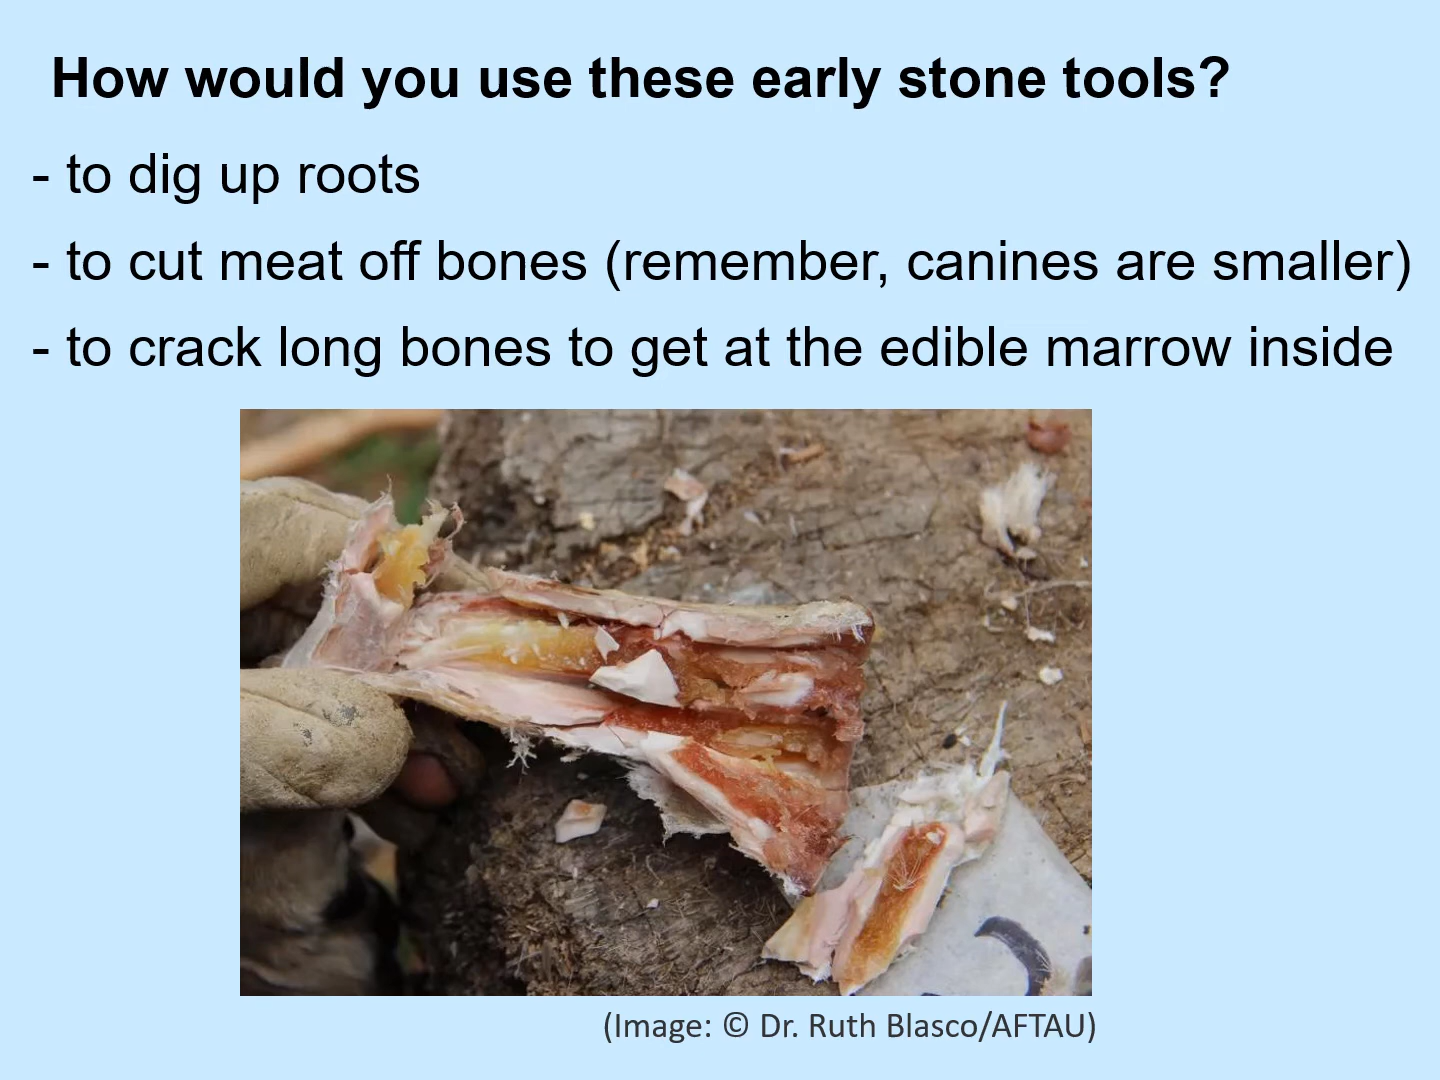 How would you use these early stone tools?
- to dig up roots
- to cut meat off bones (remember, canines are smaller)
- to crack long bones to get at the edible marrow inside
(Image: © Dr. Ruth Blasco/AFTAU)